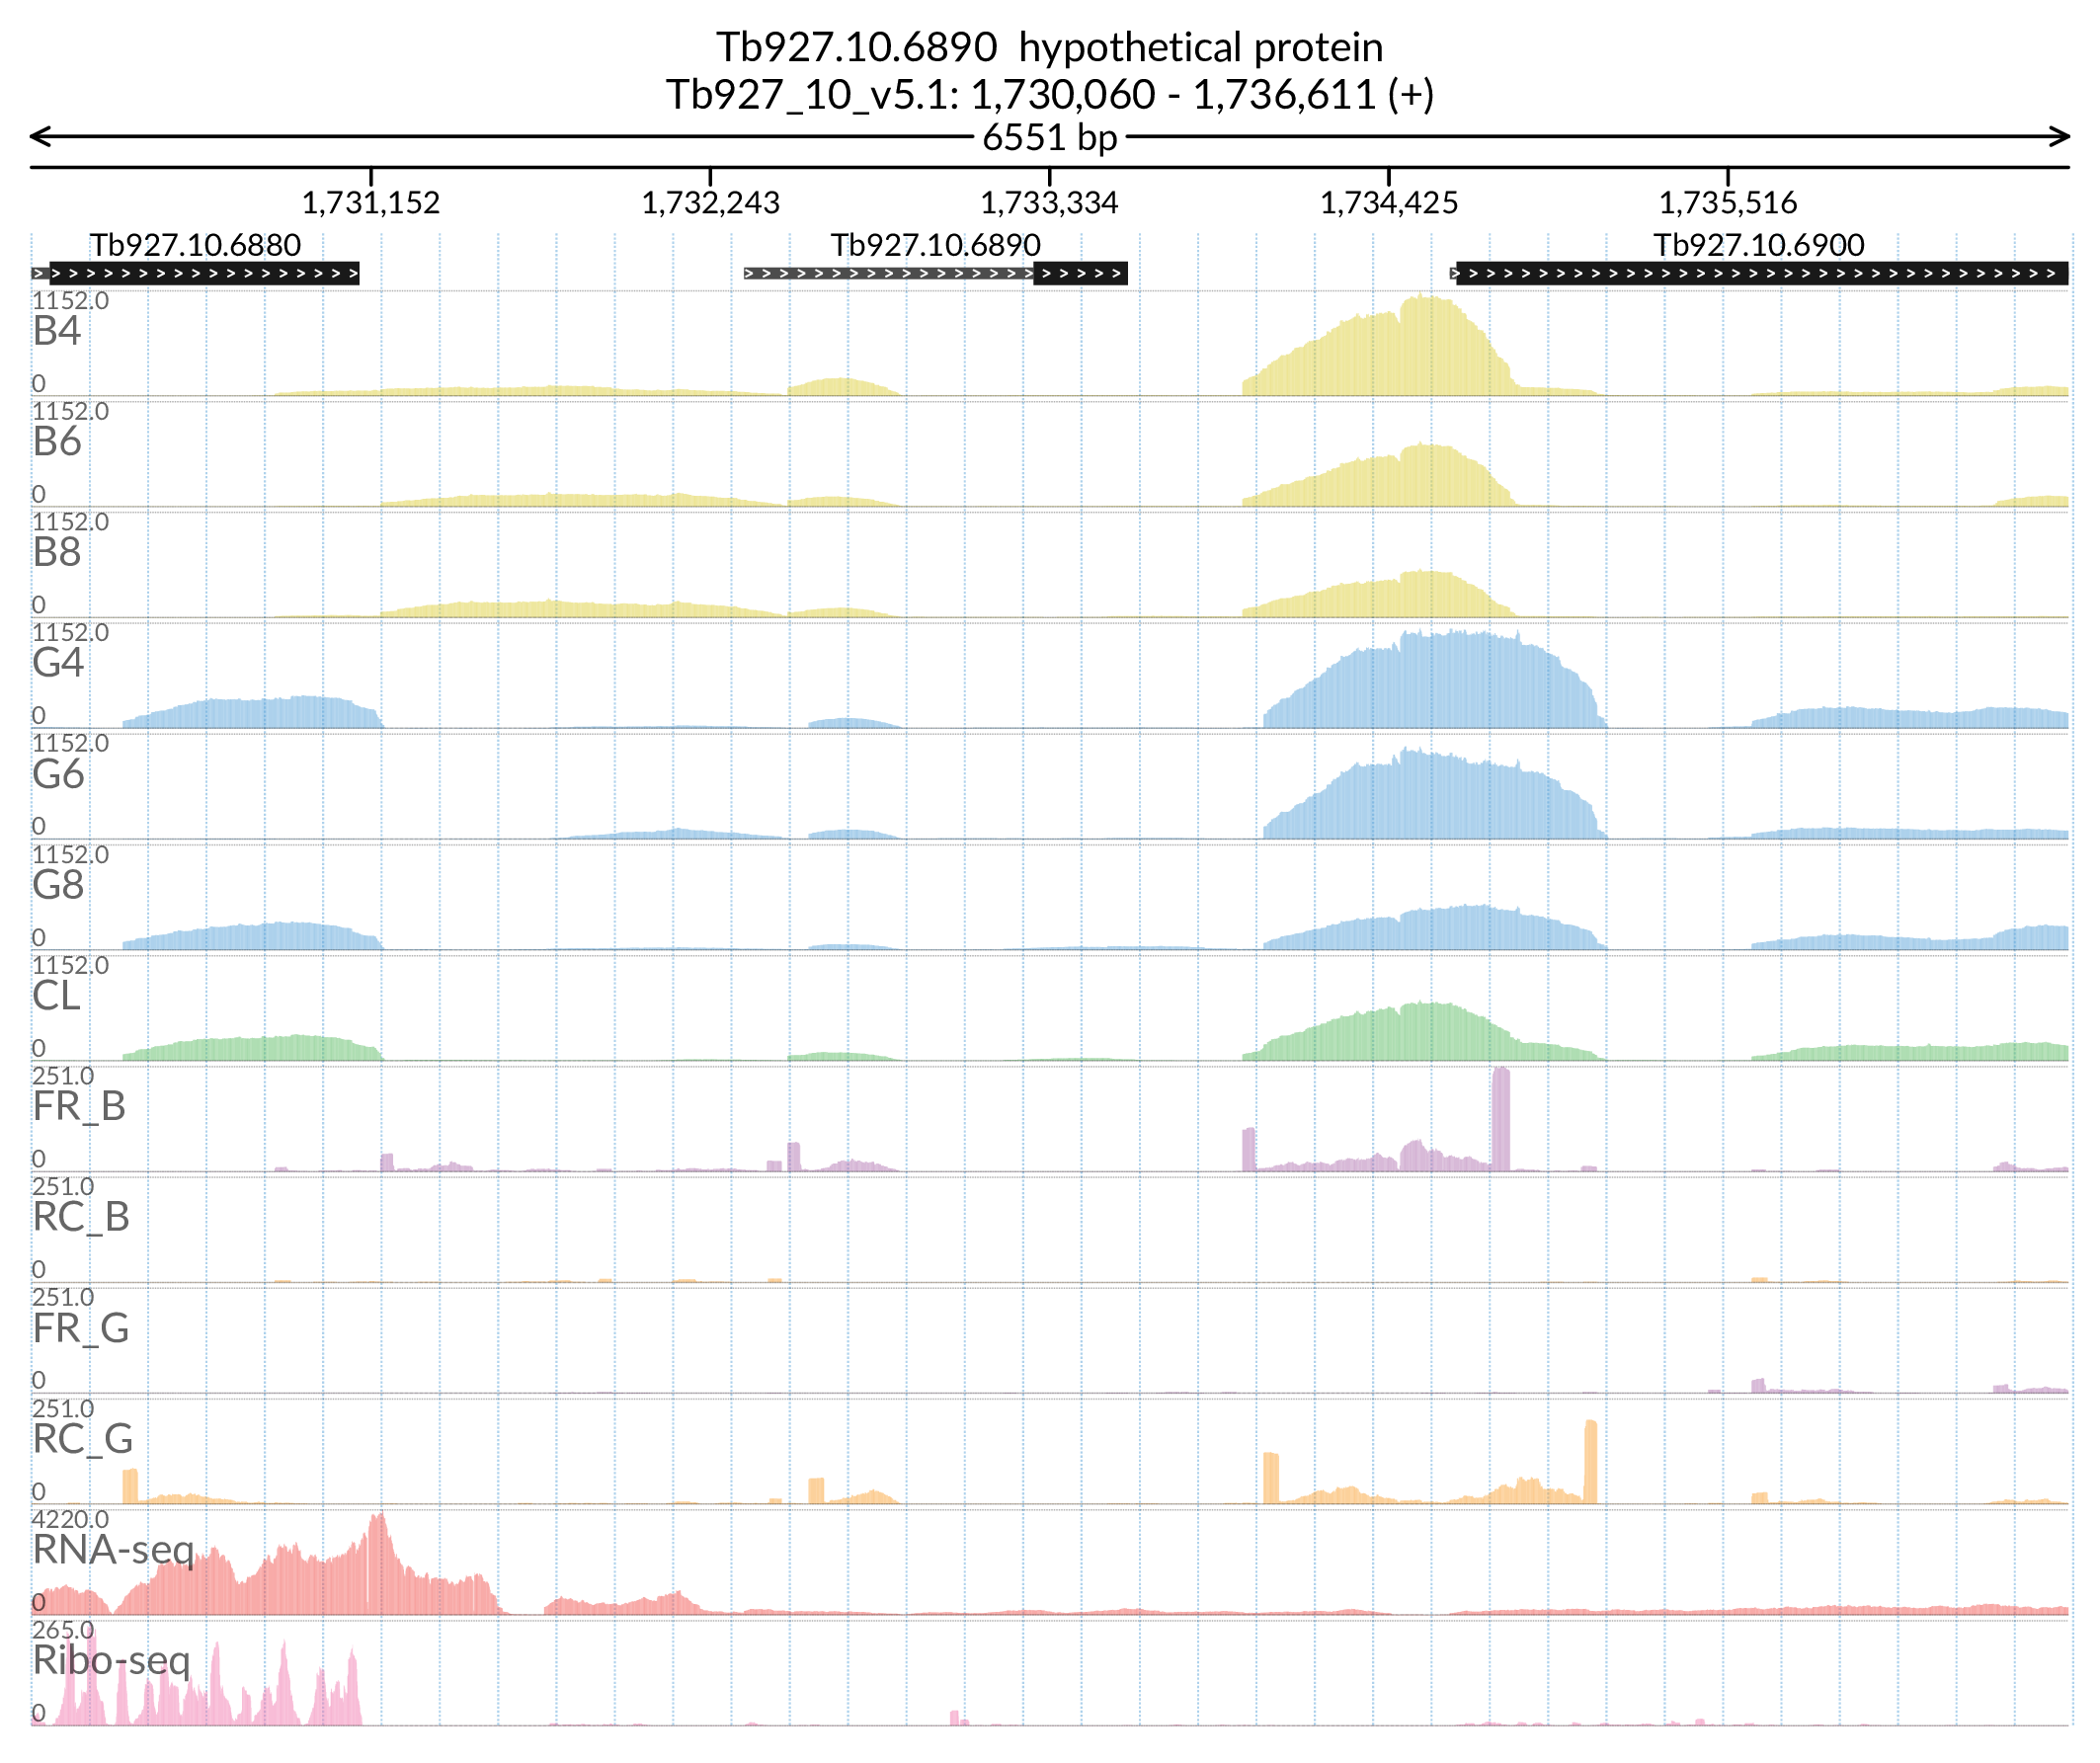 Tb927.10.6890 hypothetical protein
Tb927_10_v5.1: 1,730,060 - 1,736,611 (+)
6551 bp
1,731,152 1,732,243 1,733,334 1,734,425 1,735,516
Tb927.10.6880 Tb927.10.6890 Tb927.10.6900
1152.0
B4
0
1152.0
B6
0
1152.0
B8
0
1152.0
G4
0
1152.0
G6
0
1152.0
G8
0
1152.0
CL
0
251.0
FR_B
0
251.0
RC_B
0
251.0
FR_G
0
251.0
RC_G
0
4220.0
RNA-seq
0
265.0
Ribo-seq
0